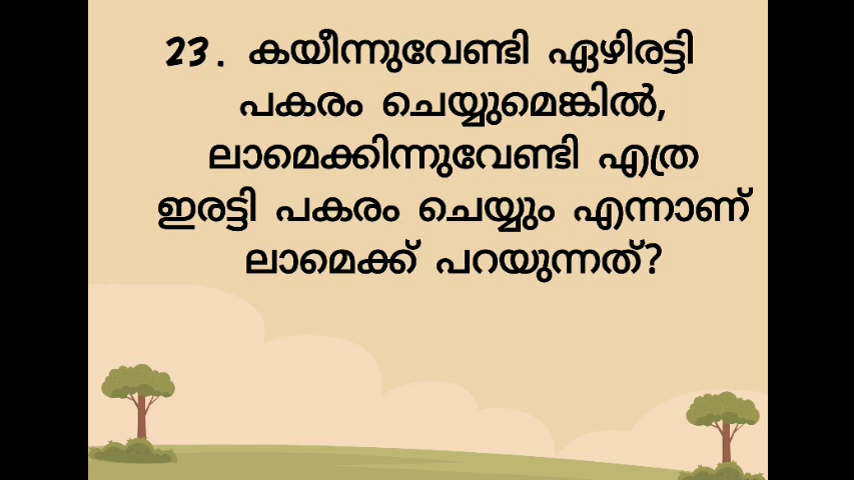 23. കയീന്നുവേണ്ടി ഏഴിരട്ടി
പകരം ചെയ്യുമെങ്കിൽ,
ലാമെക്കിന്നുവേണ്ടി എത്ര
ഇരട്ടി പകരം ചെയ്യും എന്നാണ്
ലാമെക്ക് പറയുന്നത്?